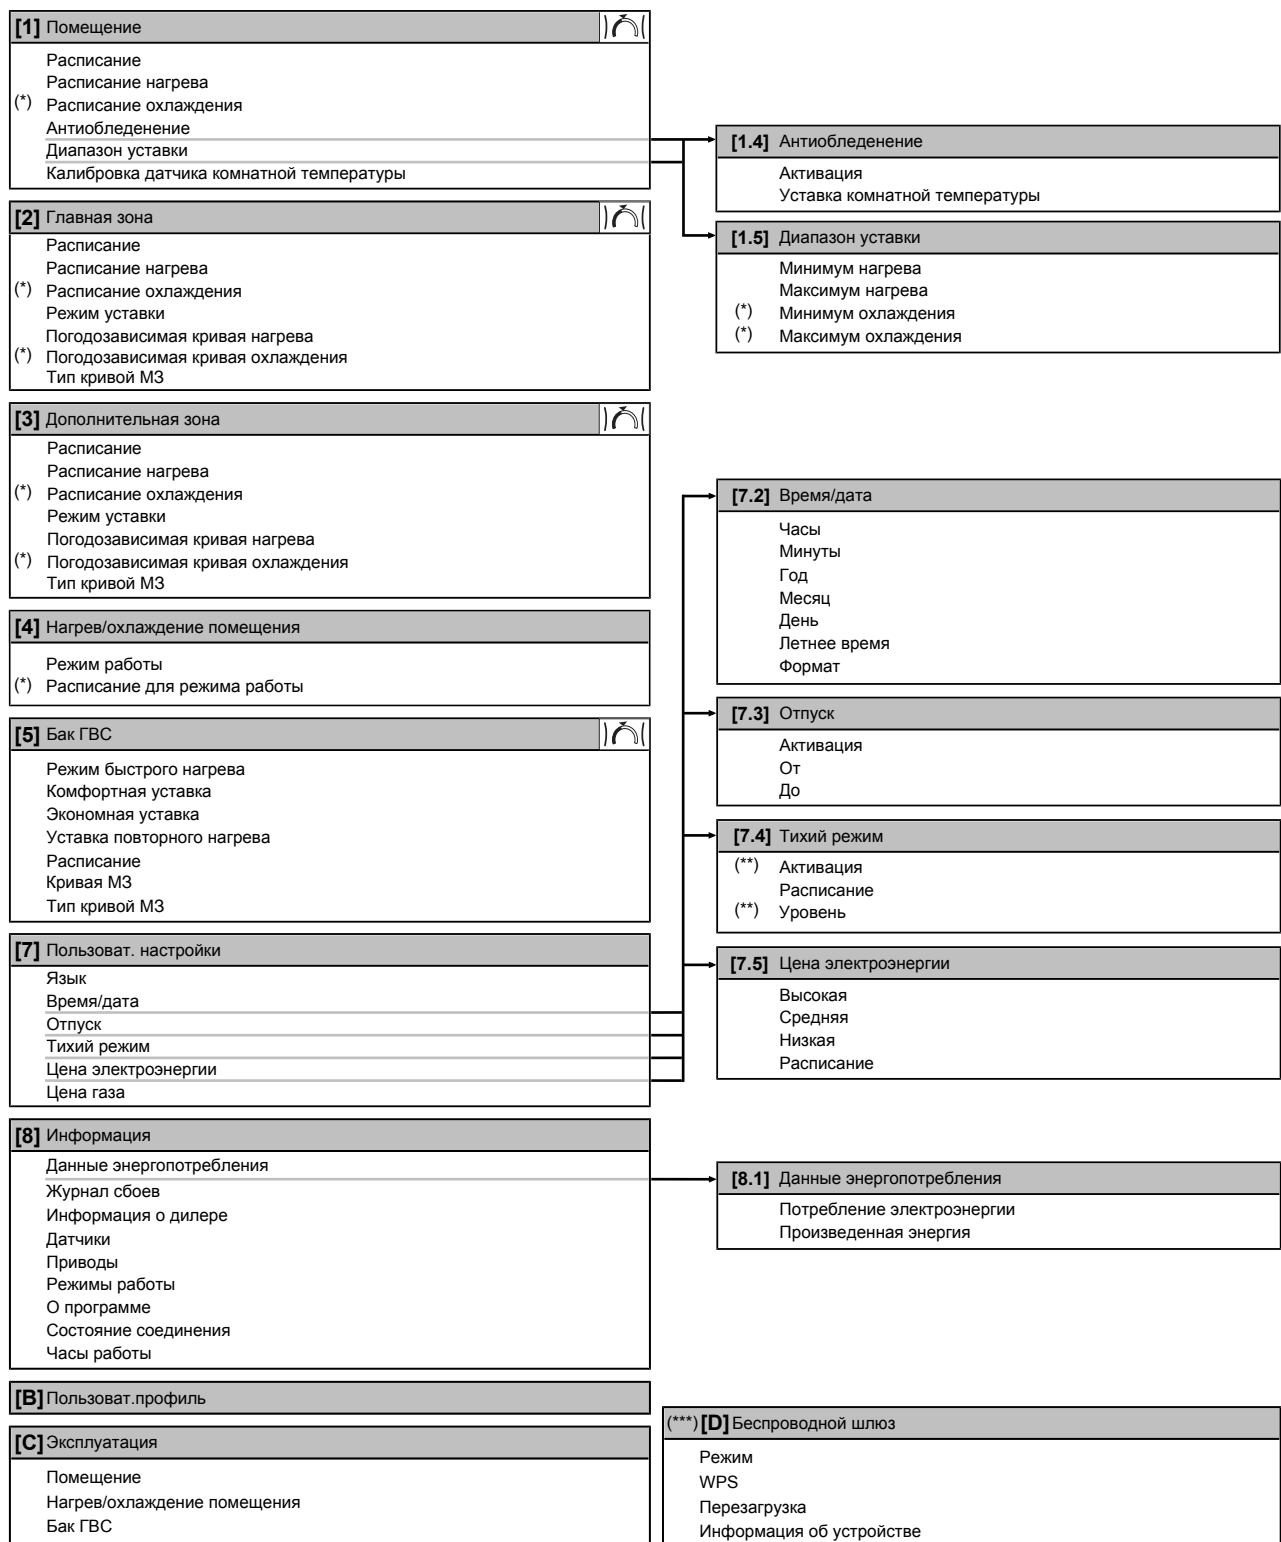 [1] Помещение
Расписание
Расписание нагрева
(*) Расписание охлаждения
Антиобледенение
Диапазон уставки
Калибровка датчика комнатной температуры
[1.4] Антиобледенение
Активация
Уставка комнатной температуры
[1.5] Диапазон уставки
Минимум нагрева
Максимум нагрева
(*) Минимум охлаждения
(*) Максимум охлаждения
[2] Главная зона
Расписание
Расписание нагрева
(*) Расписание охлаждения
Режим уставки
Погодозависимая кривая нагрева
(*) Погодозависимая кривая охлаждения
Тип кривой МЗ
[3] Дополнительная зона
Расписание
Расписание нагрева
(*) Расписание охлаждения
Режим уставки
Погодозависимая кривая нагрева
(*) Погодозависимая кривая охлаждения
Тип кривой МЗ
[4] Нагрев/охлаждение помещения
Режим работы
(*) Расписание для режима работы
[5] Бак ГВС
Режим быстрого нагрева
Комфортная уставка
Экономная уставка
Уставка повторного нагрева
Расписание
Кривая МЗ
Тип кривой МЗ
[7] Пользоват. настройки
Язык
Время/дата
Отпуск
Тихий режим
Цена электроэнергии
Цена газа
[7.2] Время/дата
Часы
Минуты
Год
Месяц
День
Летнее время
Формат
[7.3] Отпуск
Активация
От
До
[7.4] Тихий режим
(**) Активация
Расписание
(**) Уровень
[7.5] Цена электроэнергии
Высокая
Средняя
Низкая
Расписание
[8] Информация
Данные энергопотребления
Журнал сбоев
Информация о дилере
Датчики
Приводы
Режимы работы
О программе
Состояние соединения
Часы работы
[8.1] Данные энергопотребления
Потребление электроэнергии
Произведенная энергия
[B] Пользоват.профиль
[C] Эксплуатация
Помещение
Нагрев/охлаждение помещения
Бак ГВС
(***) [D] Беспроводной шлюз
Режим
WPS
Перезагрузка
Информация об устройстве